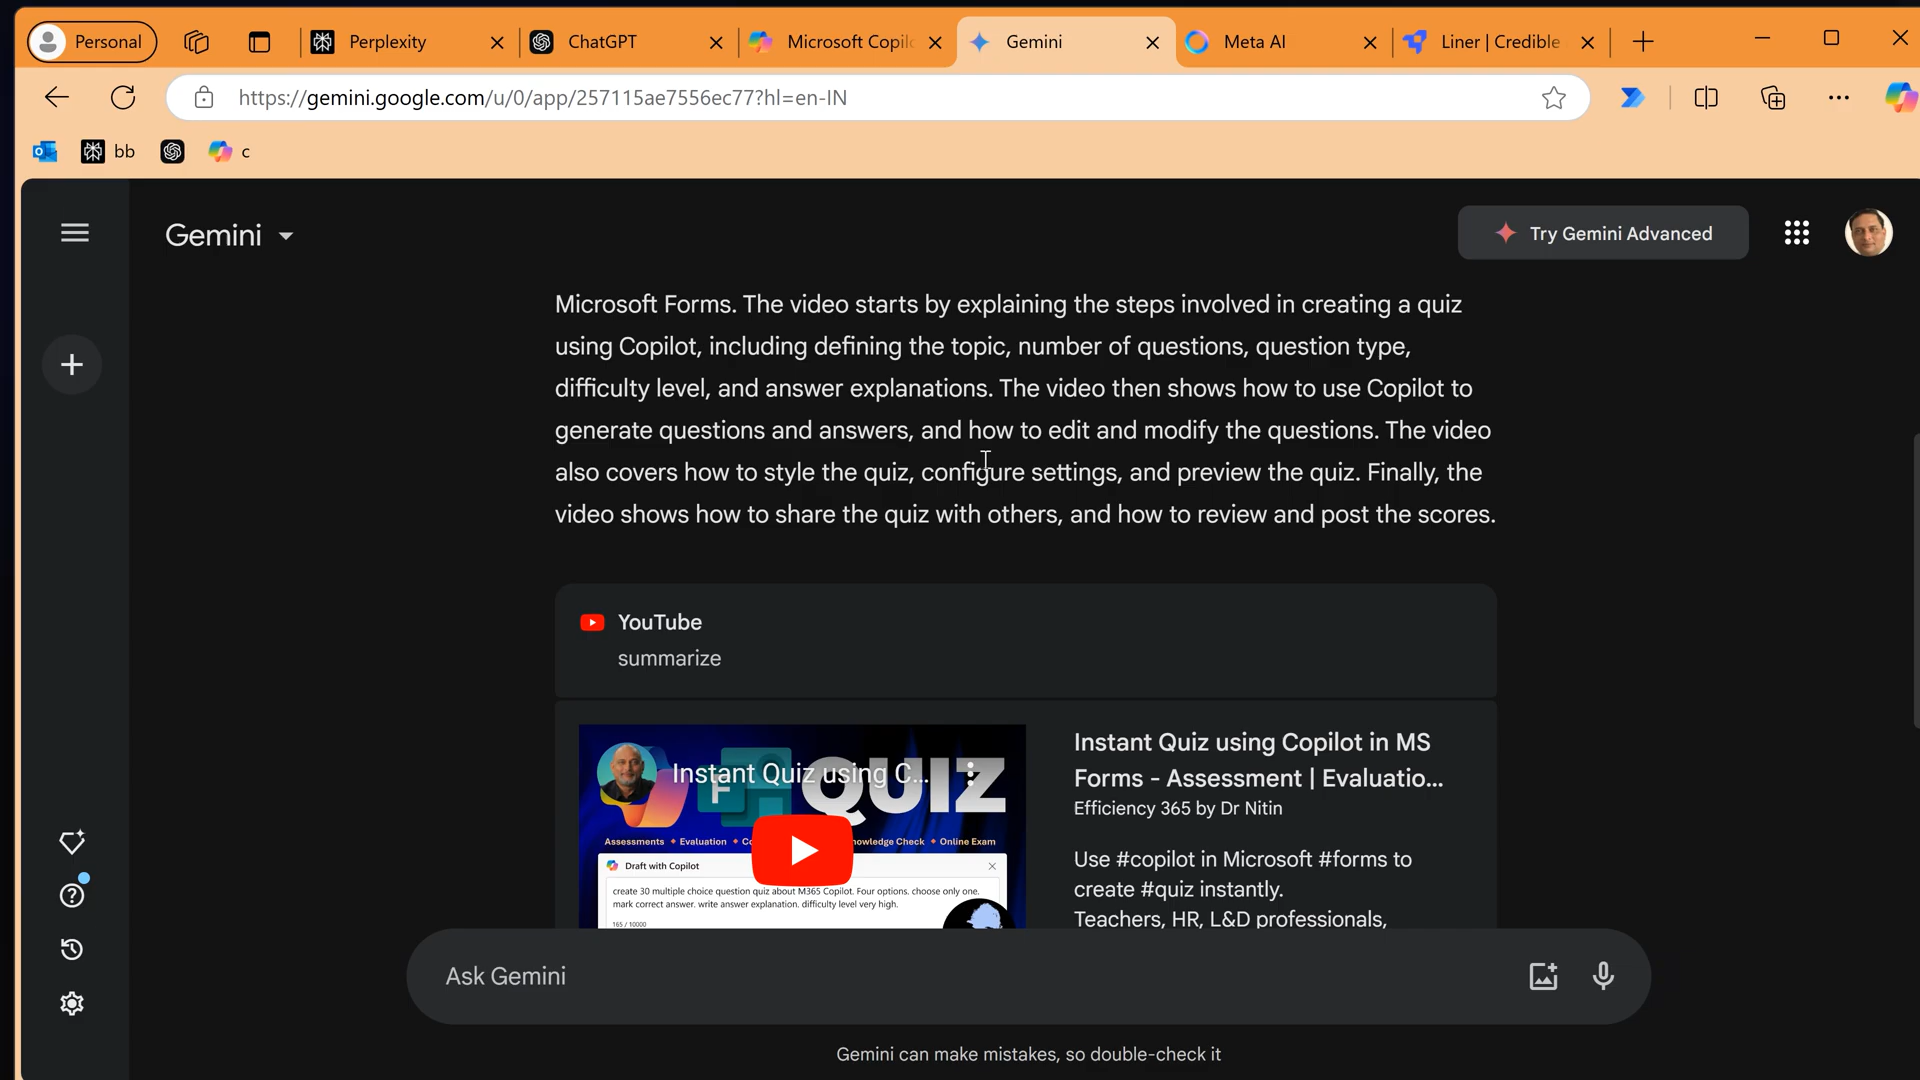 Personal
Perplexity
ChatGPT
Microsoft Copilo
Gemini
Meta AI
Liner | Credible
https://gemini.google.com/u/0/app/257115ae7556ec77?hl=en-IN
bb
c
Gemini
Try Gemini Advanced
Microsoft Forms. The video starts by explaining the steps involved in creating a quiz
using Copilot, including defining the topic, number of questions, question type,
difficulty level, and answer explanations. The video then shows how to use Copilot to
generate questions and answers, and how to edit and modify the questions. The video
also covers how to style the quiz, configure settings, and preview the quiz. Finally, the
video shows how to share the quiz with others, and how to review and post the scores.
YouTube
summarize
Instant Quiz using C...
F
QUIZ
Assessments ♦ Evaluation ♦ Co
nowledge Check ♦ Online Exam
Draft with Copilot
create 30 multiple choice question quiz about M365 Copilot. Four options. choose only one.
mark correct answer. write answer explanation. difficulty level very high.
165 / 10000
Instant Quiz using Copilot in MS
Forms - Assessment | Evaluatio...
Efficiency 365 by Dr Nitin
Use #copilot in Microsoft #forms to
create #quiz instantly.
Teachers, HR, L&D professionals,
Ask Gemini
Gemini can make mistakes, so double-check it